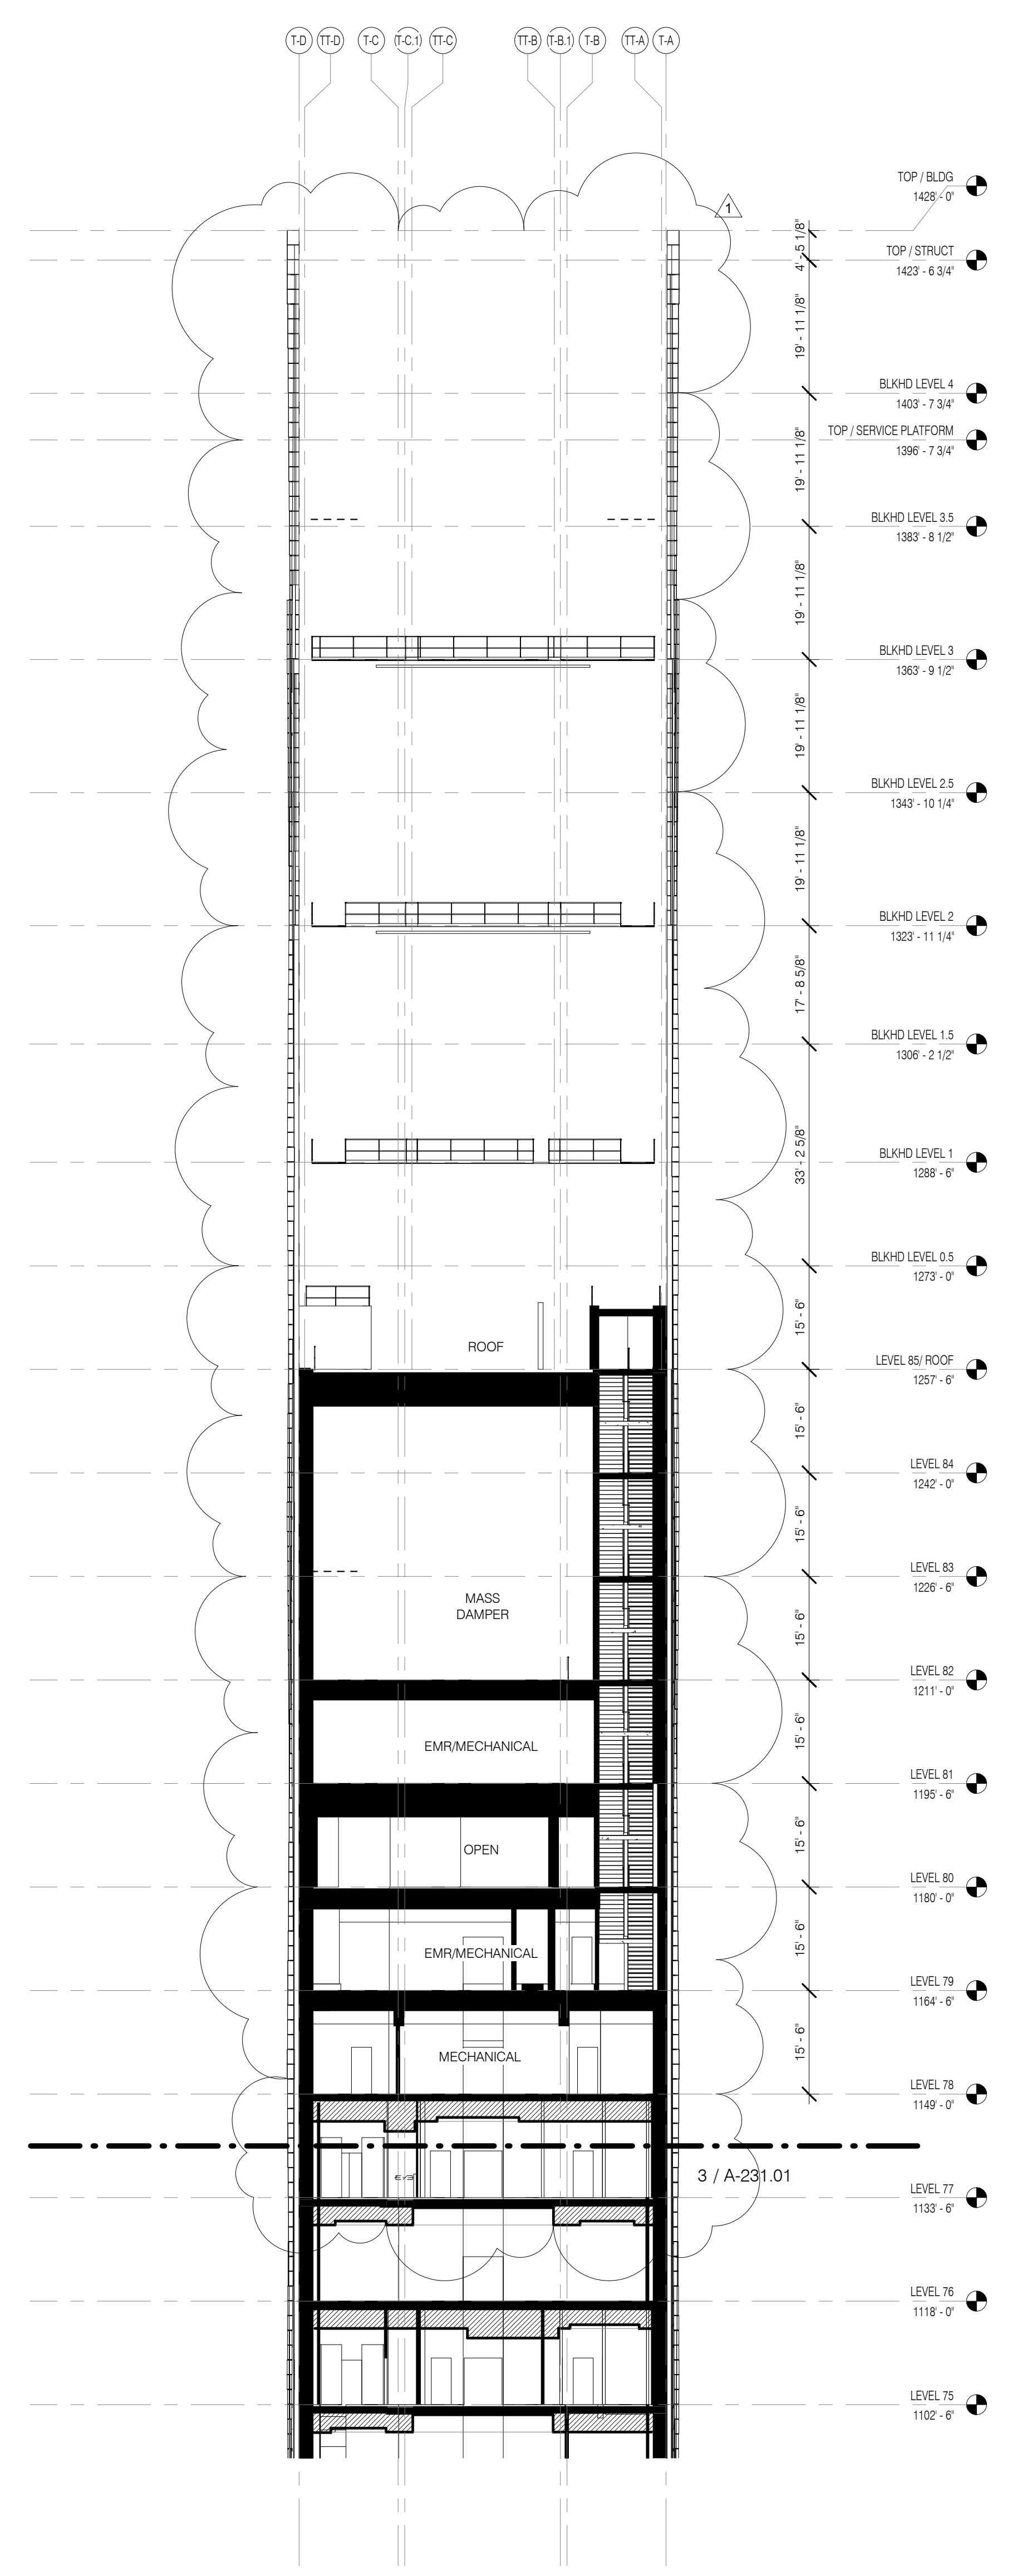 T-D TT-D T-C T-C.1 TT-C TT-B T-B.1 T-B TT-A T-A
1
TOP / BLDG
1428' - 0"
4' - 5 1/8"
TOP / STRUCT
1423' - 6 3/4"
19' - 11 1/8"
BLKHD LEVEL 4
1403' - 7 3/4"
TOP / SERVICE PLATFORM
1396' - 7 3/4"
19' - 11 1/8"
BLKHD LEVEL 3.5
1383' - 8 1/2"
19' - 11 1/8"
BLKHD LEVEL 3
1363' - 9 1/2"
19' - 11 1/8"
BLKHD LEVEL 2.5
1343' - 10 1/4"
19' - 11 1/8"
BLKHD LEVEL 2
1323' - 11 1/4"
17' - 8 5/8"
BLKHD LEVEL 1.5
1306' - 2 1/2"
33' - 2 5/8"
BLKHD LEVEL 1
1288' - 6"
BLKHD LEVEL 0.5
1273' - 0"
15' - 6"
ROOF
LEVEL 85/ ROOF
1257' - 6"
15' - 6"
LEVEL 84
1242' - 0"
15' - 6"
LEVEL 83
1226' - 6"
MASS
DAMPER
15' - 6"
LEVEL 82
1211' - 0"
EMR/MECHANICAL
15' - 6"
LEVEL 81
1195' - 6"
OPEN
15' - 6"
LEVEL 80
1180' - 0"
EMR/MECHANICAL
15' - 6"
LEVEL 79
1164' - 6"
MECHANICAL
15' - 6"
LEVEL 78
1149' - 0"
3 / A-231.01
LEVEL 77
1133' - 6"
LEVEL 76
1118' - 0"
LEVEL 75
1102' - 6"